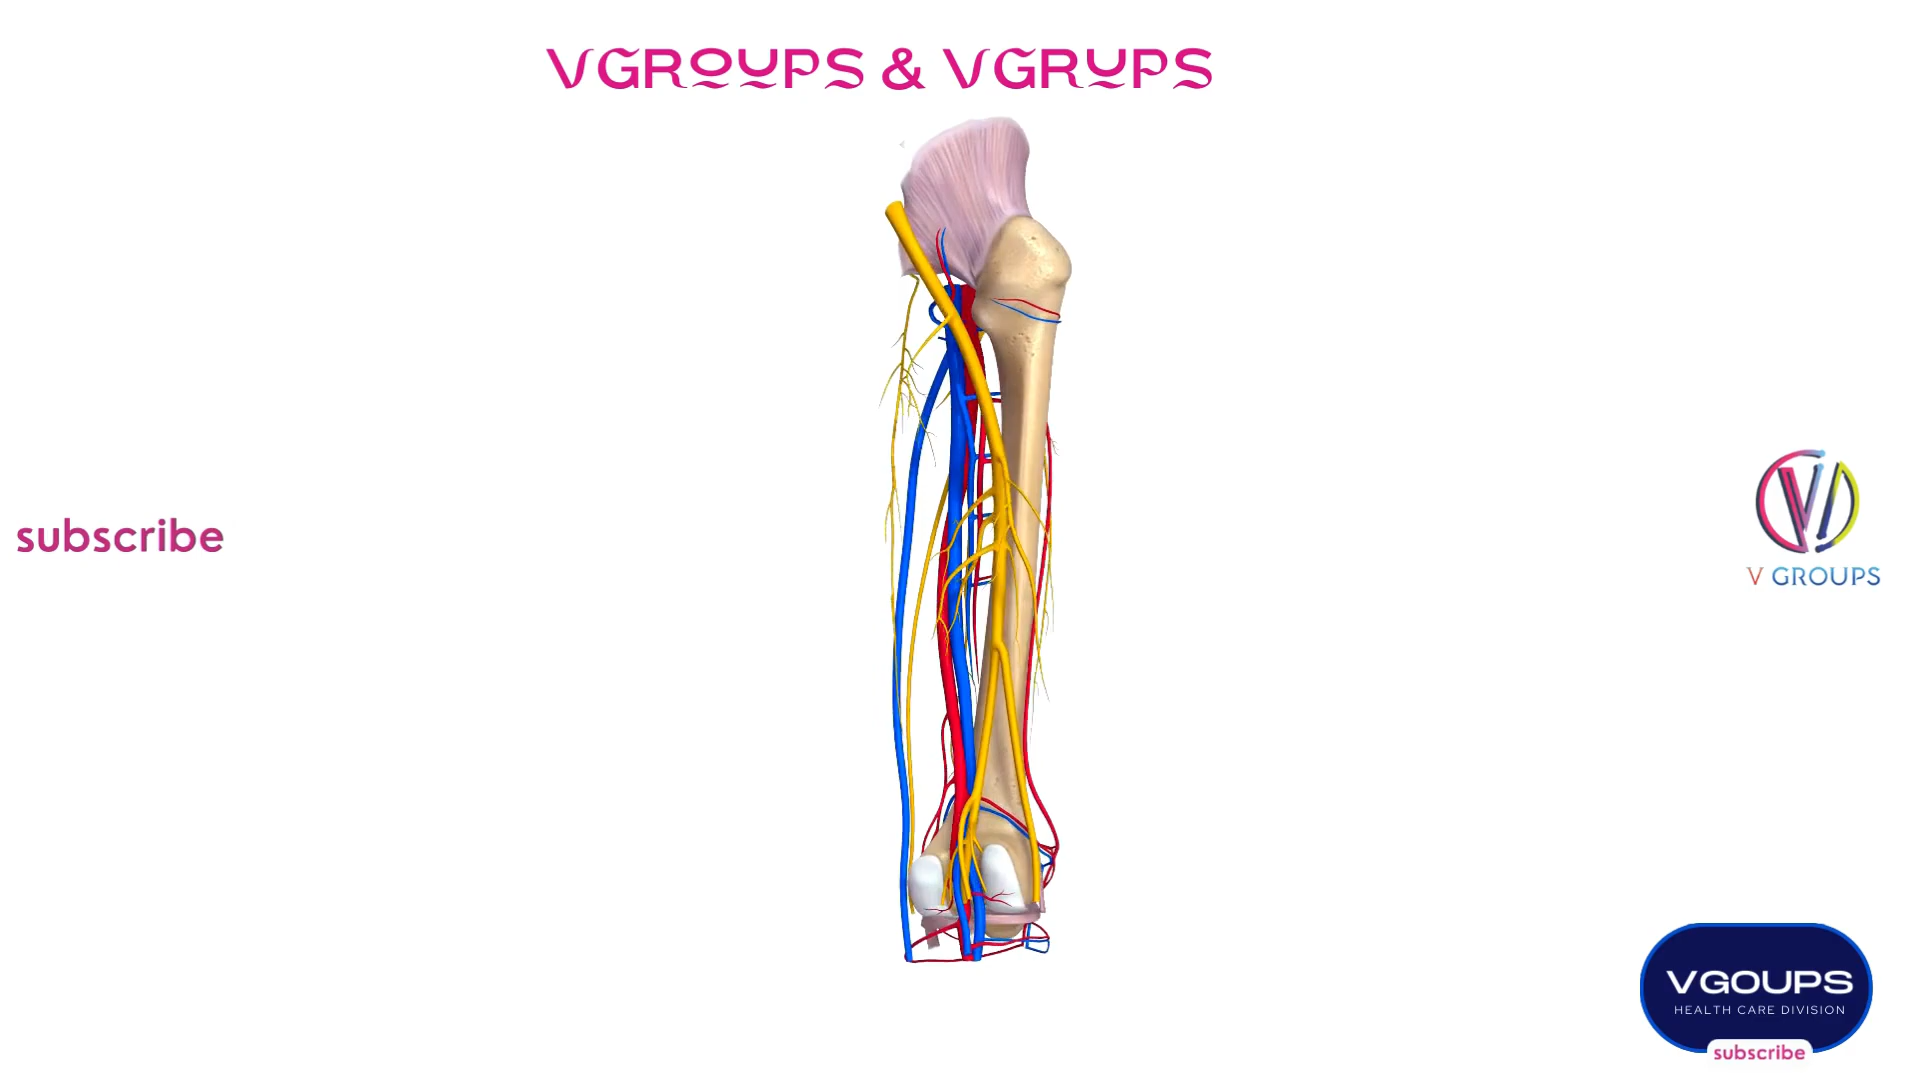 VGROUPS & VGRUPS
subscribe
V GROUPS
VGOUPS
HEALTH CARE DIVISION
subscribe